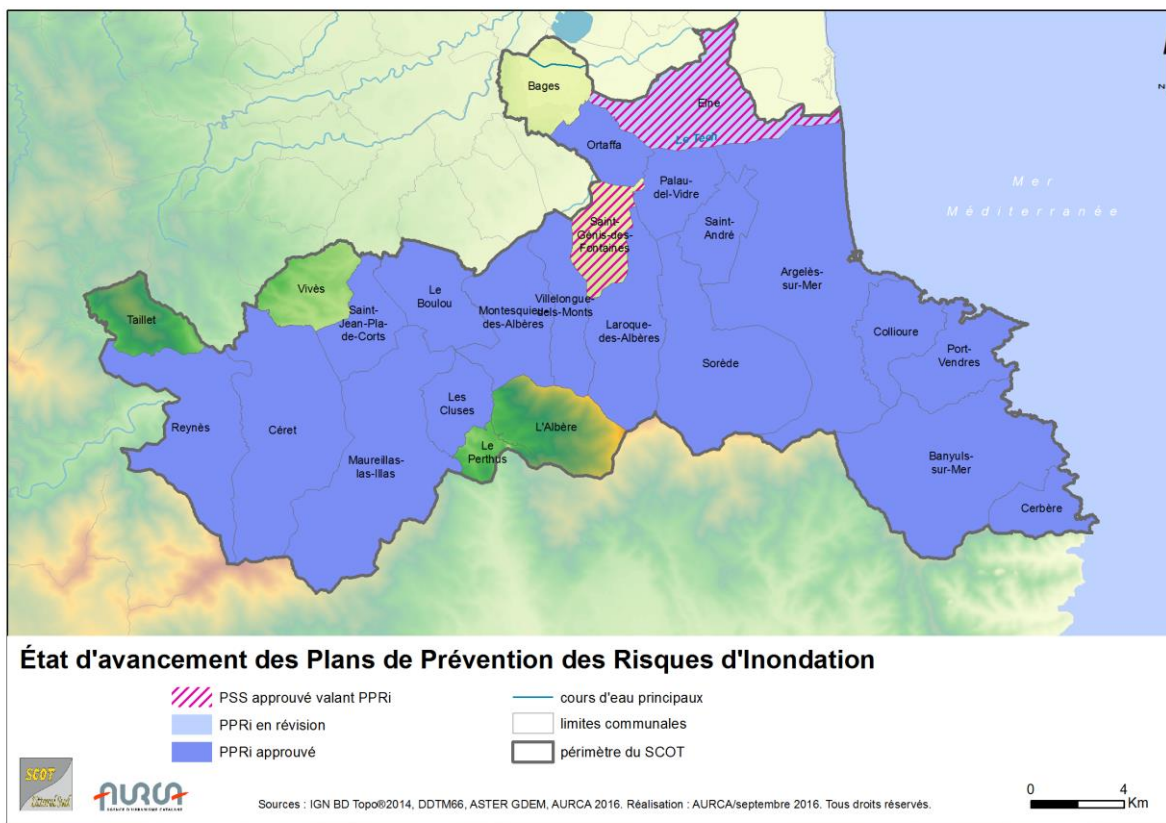 Bages
Elne
Le Tech
Ortaffa
Mer
Méditerranée
Palau-
del-Vidre
Saint-
Génis-des-
Fontaines
Saint-
André
Argelès-
sur-Mer
Vivès
Le
Boulou
Taillet
Saint-
Jean-Pla-
de-Corts
Montesquieu-
des-Albères
Villelongue-
dels-Monts
Laroque-
des-Albères
Collioure
Port-
Vendres
Sorède
Les
Cluses
L'Albère
Reynès
Céret
Le
Perthus
Maureillas-
las-Illas
Banyuls-
sur-Mer
Cerbère
z
État d'avancement des Plans de Prévention des Risques d'Inondation
PSS approuvé valant PPRi
PPRi en révision
PPRi approuvé
cours d'eau principaux
limites communales
périmètre du SCOT
SCOT
Littoral Sud
AURCA
AGENCE D'URBANISME CATALANE
Sources : IGN BD Topo®2014, DDTM66, ASTER GDEM, AURCA 2016. Réalisation : AURCA/septembre 2016. Tous droits réservés.
0 4
Km